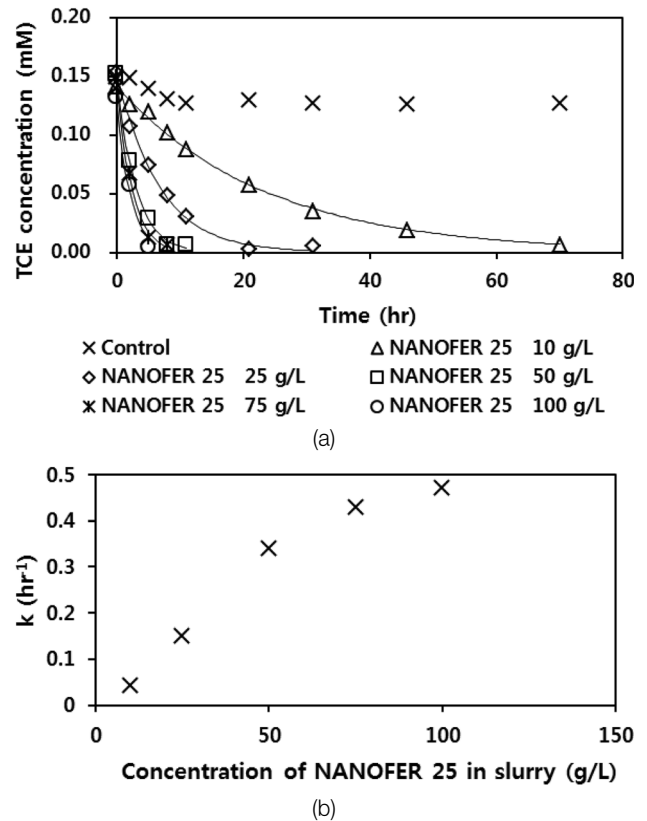 0.20
0.15
0.10
0.05
0.00
TCE concentration (mM)
0 20 40 60 80
Time (hr)
Control
NANOFER 25 10 g/L
NANOFER 25 25 g/L
NANOFER 25 50 g/L
NANOFER 25 75 g/L
NANOFER 25 100 g/L
(a)
0.5
0.4
0.3
0.2
0.1
0
k (hr⁻¹)
0 50 100 150
Concentration of NANOFER 25 in slurry (g/L)
(b)